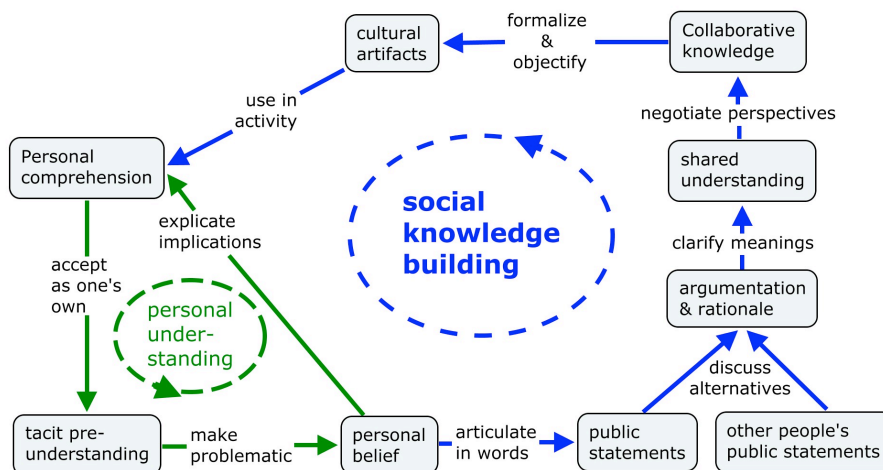 formalize
&
objectify
cultural
artifacts
Collaborative
knowledge
use in
activity
negotiate perspectives
Personal
comprehension
shared
understanding
explicate
implications
social
knowledge
building
clarify meanings
accept
as one's
own
personal
under-
standing
argumentation
& rationale
discuss
alternatives
tacit pre-
understanding
make
problematic
personal
belief
articulate
in words
public
statements
other people's
public statements